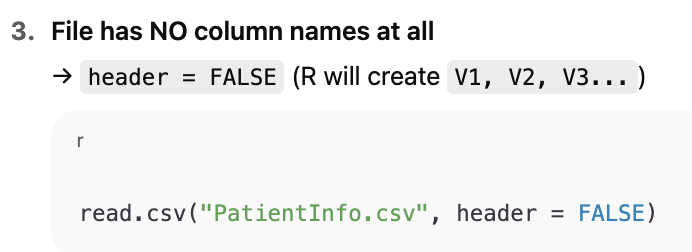 3. File has NO column names at all
→ header = FALSE (R will create V1, V2, V3... )
r
read.csv("PatientInfo.csv", header = FALSE)